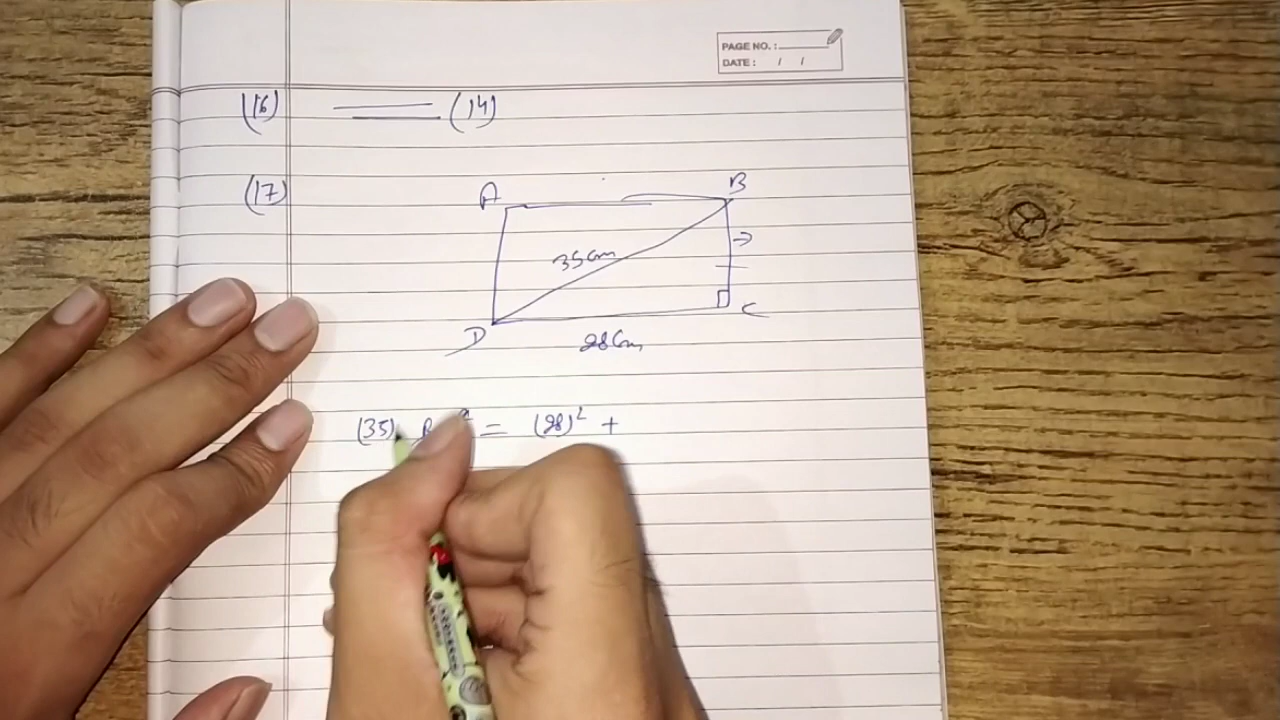 PAGE NO. :
DATE : / /
(16) (14)
(17) A B
35cm
D C
28cm
(35) = (28)² +